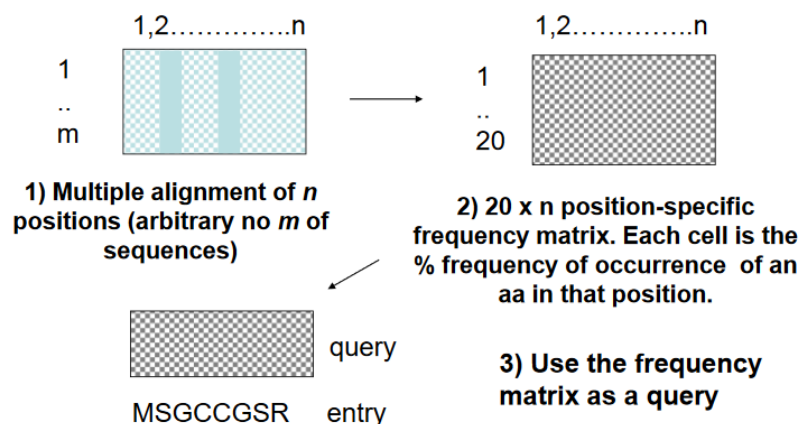 1,2………….n
1
..
m
1) Multiple alignment of n
positions (arbitrary no m of
sequences)
1,2………….n
1
..
20
2) 20 x n position-specific
frequency matrix. Each cell is the
% frequency of occurrence of an
aa in that position.
query
MSGCCGSR entry
3) Use the frequency
matrix as a query